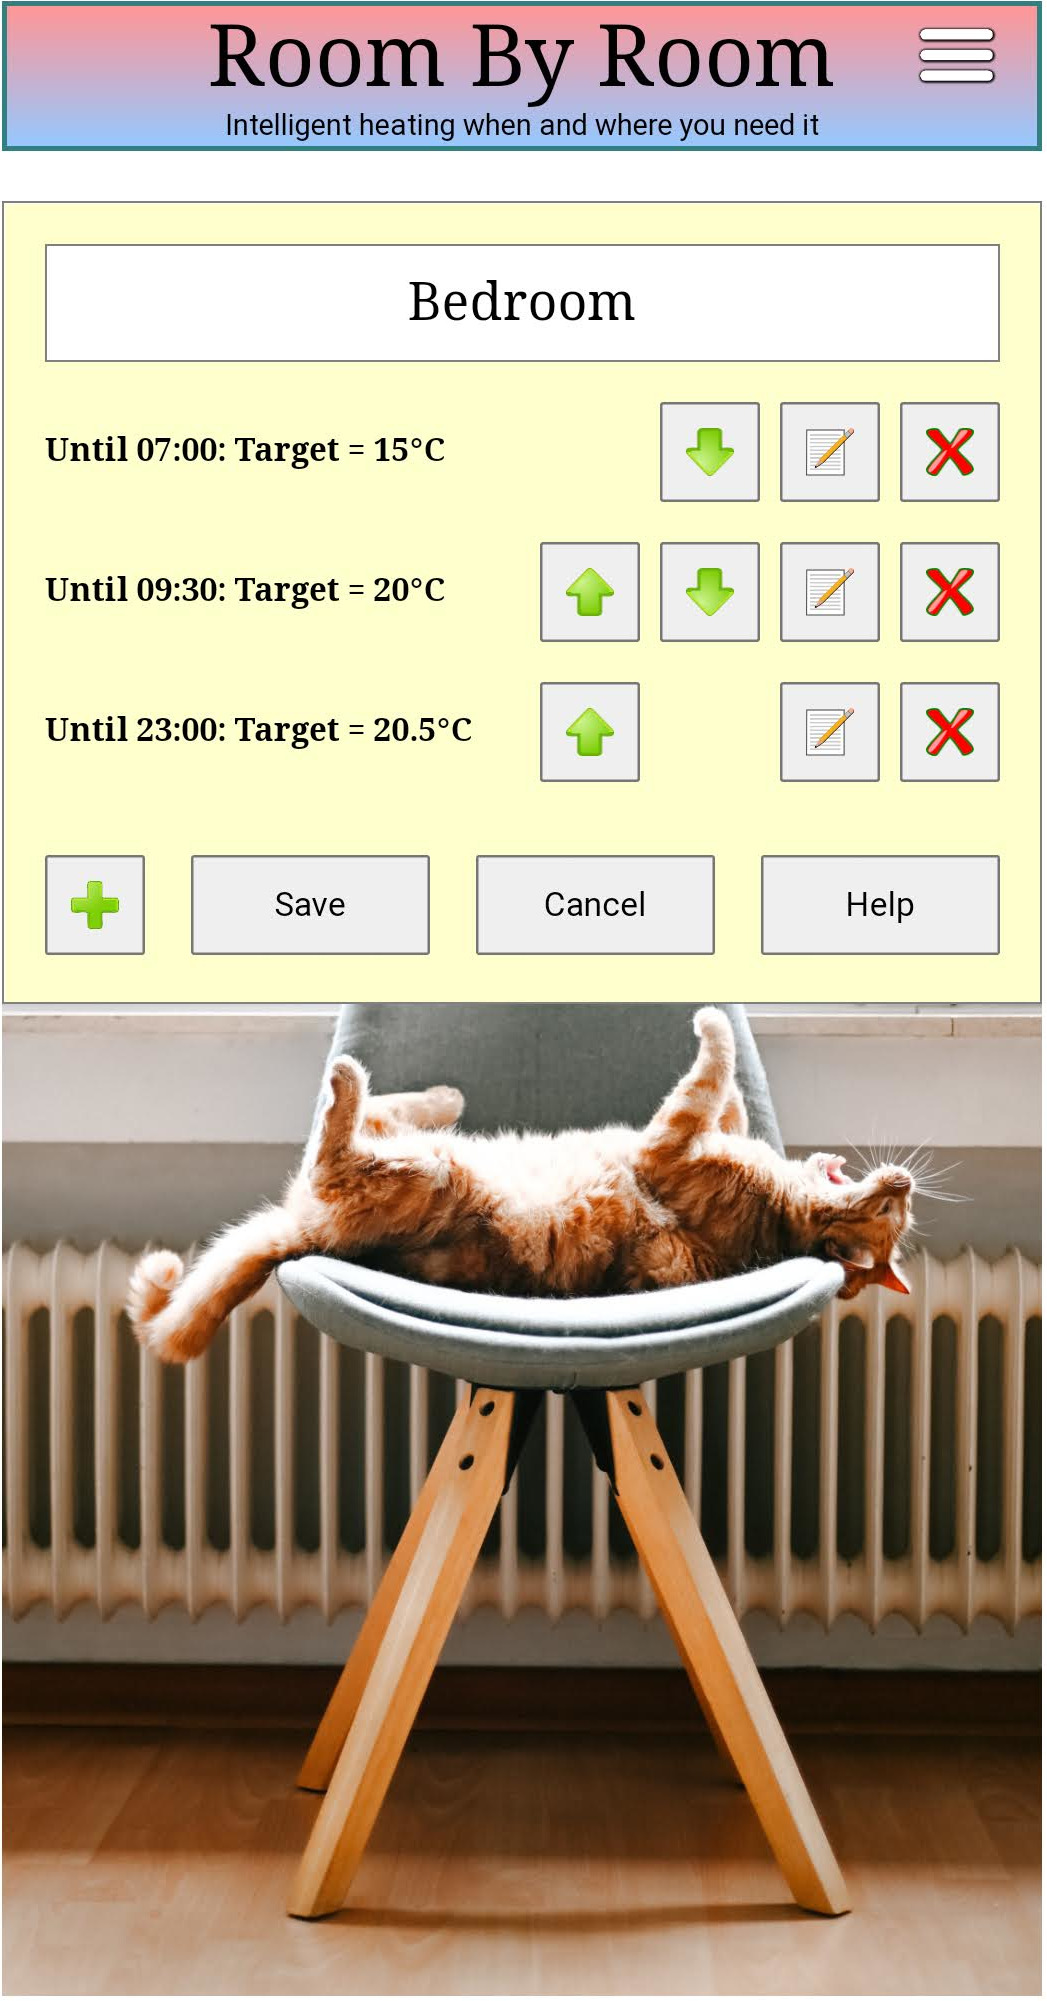 Room By Room
Intelligent heating when and where you need it
Bedroom
Until 07:00: Target = 15°C
Until 09:30: Target = 20°C
Until 23:00: Target = 20.5°C
Save
Cancel
Help